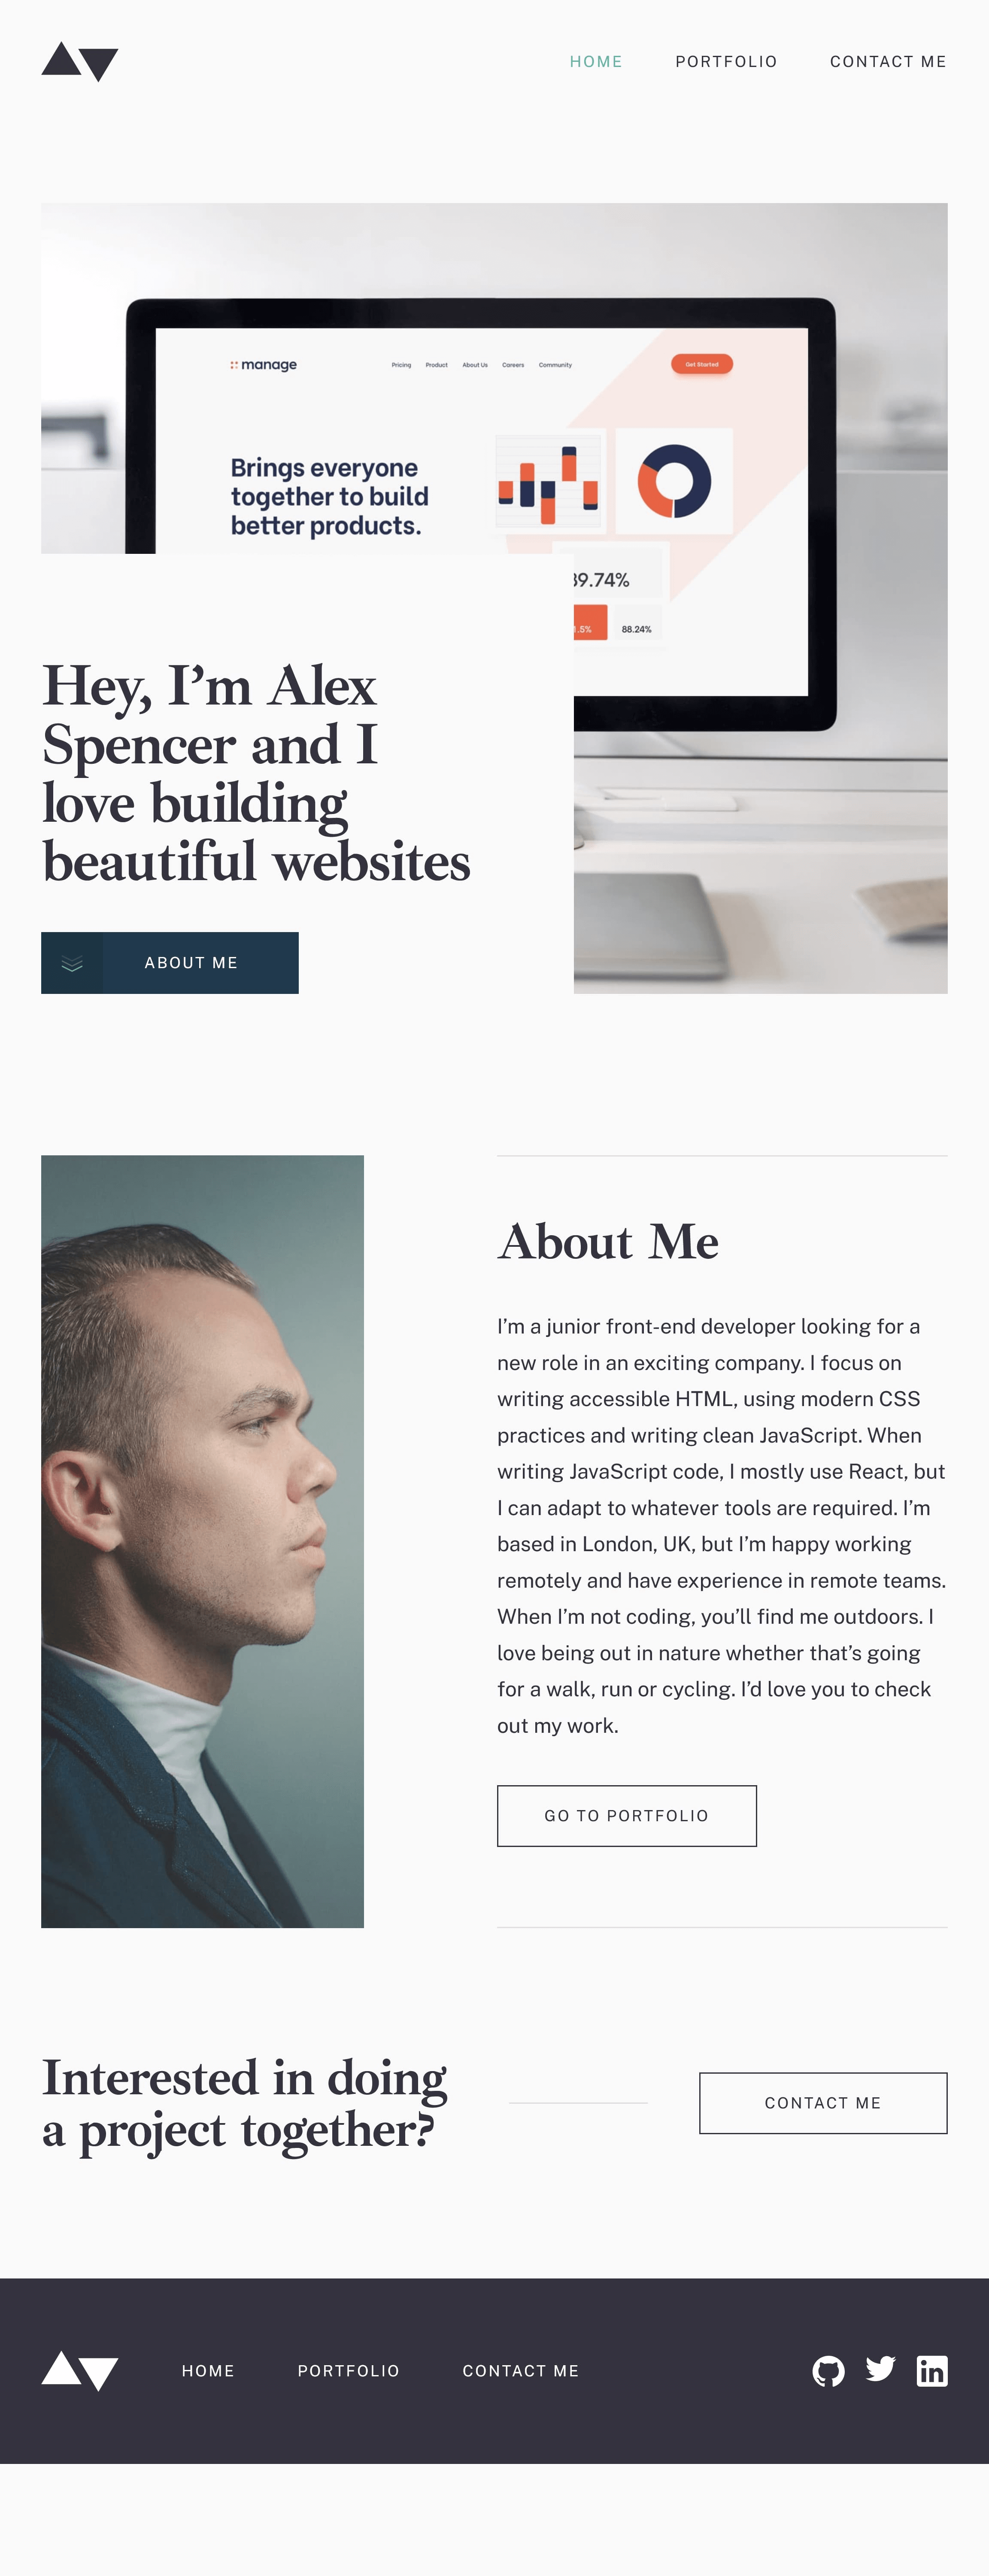 HOME PORTFOLIO CONTACT ME
manage Pricing Product About Us Careers Community Get Started
Brings everyone
together to build
better products.
39.74%
1.5% 88.24%
Hey, I’m Alex
Spencer and I
love building
beautiful websites
ABOUT ME
About Me
I’m a junior front-end developer looking for a
new role in an exciting company. I focus on
writing accessible HTML, using modern CSS
practices and writing clean JavaScript. When
writing JavaScript code, I mostly use React, but
I can adapt to whatever tools are required. I’m
based in London, UK, but I’m happy working
remotely and have experience in remote teams.
When I’m not coding, you’ll find me outdoors. I
love being out in nature whether that’s going
for a walk, run or cycling. I’d love you to check
out my work.
GO TO PORTFOLIO
Interested in doing
a project together?
CONTACT ME
HOME PORTFOLIO CONTACT ME
in